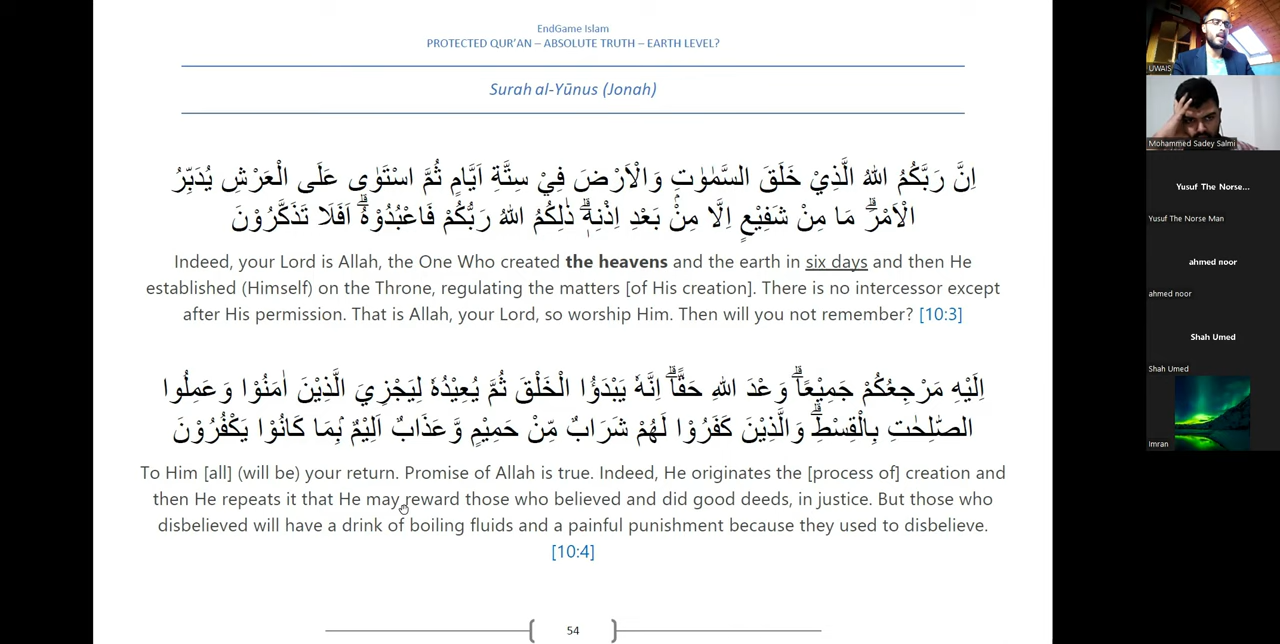 EndGame Islam
PROTECTED QUR'AN – ABSOLUTE TRUTH – EARTH LEVEL?
Surah al-Yūnus (Jonah)
اِنَّ رَبَّكُمُ اللهُ الَّذِيْ خَلَقَ السَّمٰوٰتِ وَالْاَرْضَ فِيْ سِتَّةِ اَيَّامٍ ثُمَّ اسْتَوٰى عَلَى الْعَرْشِ يُدَبِّرُ
الْاَمْرَؕ مَا مِنْ شَفِيْعٍ اِلَّا مِنْۢ بَعْدِ اِذْنِهٖؕ ذٰلِكُمُ اللهُ رَبُّكُمْ فَاعْبُدُوْهُؕ اَفَلَا تَذَكَّرُوْنَ
Indeed, your Lord is Allah, the One Who created the heavens and the earth in six days and then He
established (Himself) on the Throne, regulating the matters [of His creation]. There is no intercessor except
after His permission. That is Allah, your Lord, so worship Him. Then will you not remember? [10:3]
اِلَيْهِ مَرْجِعُكُمْ جَمِيْعًاؕ وَعْدَ اللهِ حَقًّاؕ اِنَّهٗ يَبْدَؤُا الْخَلْقَ ثُمَّ يُعِيْدُهٗ لِيَجْزِيَ الَّذِيْنَ اٰمَنُوْا وَعَمِلُوا
الصّٰلِحٰتِ بِالْقِسْطِؕ وَالَّذِيْنَ كَفَرُوْا لَهُمْ شَرَابٌ مِّنْ حَمِيْمٍ وَّعَذَابٌ اَلِيْمٌۢ بِمَا كَانُوْا يَكْفُرُوْنَ
To Him [all] (will be) your return. Promise of Allah is true. Indeed, He originates the [process of] creation and
then He repeats it that He may reward those who believed and did good deeds, in justice. But those who
disbelieved will have a drink of boiling fluids and a painful punishment because they used to disbelieve.
[10:4]
54
UWAIS
Mohammed Sadey Salmi
Yusuf The Norse...
Yusuf The Norse Man
ahmed noor
ahmed noor
Shah Umed
Shah Umed
Imran